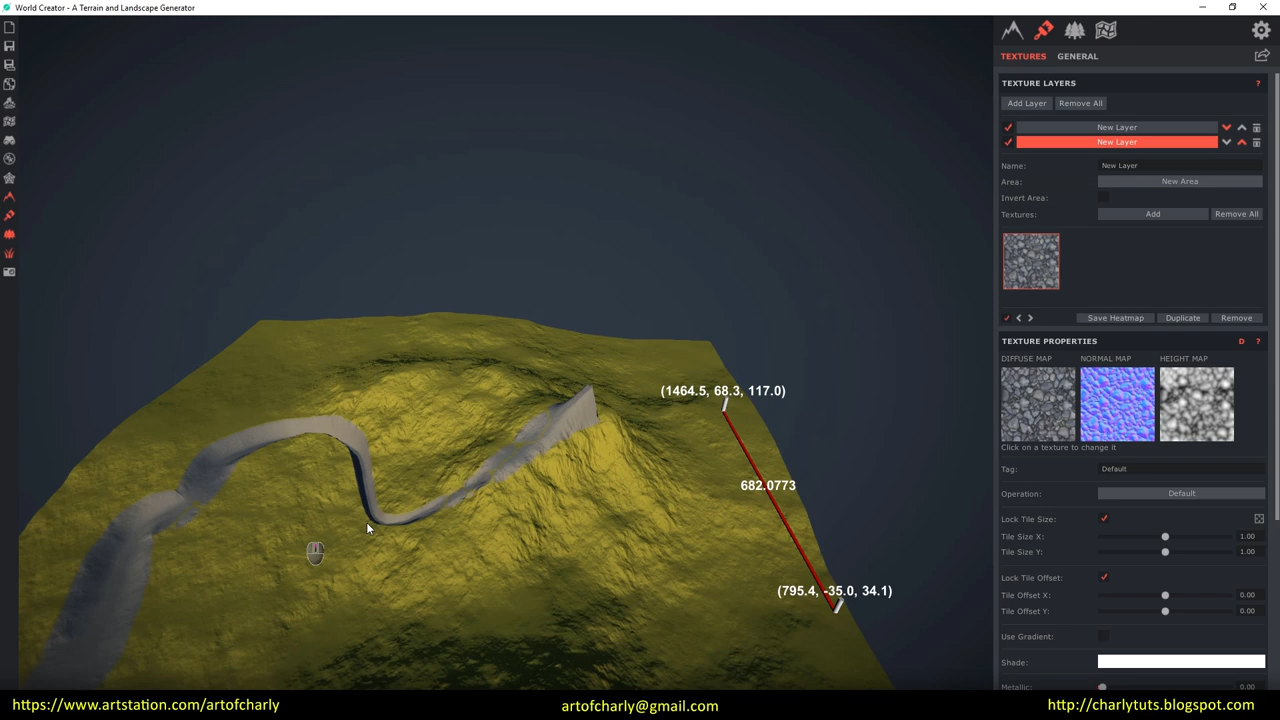 World Creator - A Terrain and Landscape Generator
TEXTURES GENERAL
TEXTURE LAYERS ?
Add Layer Remove All
New Layer
New Layer
Name: New Layer
Area: New Area
Invert Area:
Textures: Add Remove All
Save Heatmap Duplicate Remove
TEXTURE PROPERTIES D ?
DIFFUSE MAP NORMAL MAP HEIGHT MAP
Click on a texture to change it
Tag: Default
Operation: Default
Lock Tile Size:
Tile Size X: 1.00
Tile Size Y: 1.00
Lock Tile Offset:
Tile Offset X: 0.00
Tile Offset Y: 0.00
Use Gradient:
Shade:
Metallic: 0.00
(1464.5, 68.3, 117.0)
682.0773
(795.4, -35.0, 34.1)
https://www.artstation.com/artofcharly
artofcharly@gmail.com
http://charlytuts.blogspot.com